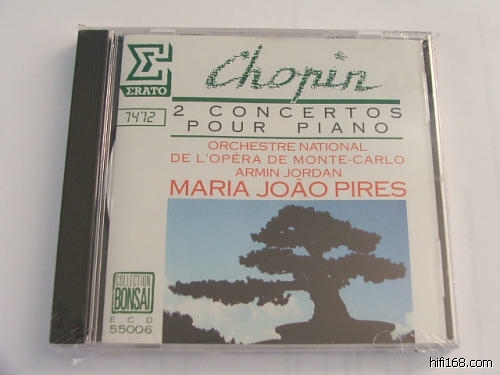 ERATO
Chopin
7472
2 CONCERTOS
POUR PIANO
ORCHESTRE NATIONAL
DE L'OPÉRA DE MONTE-CARLO
ARMIN JORDAN
MARIA JOÃO PIRES
COLLECTION
BONSAI
ECD
55006
hifi168.com